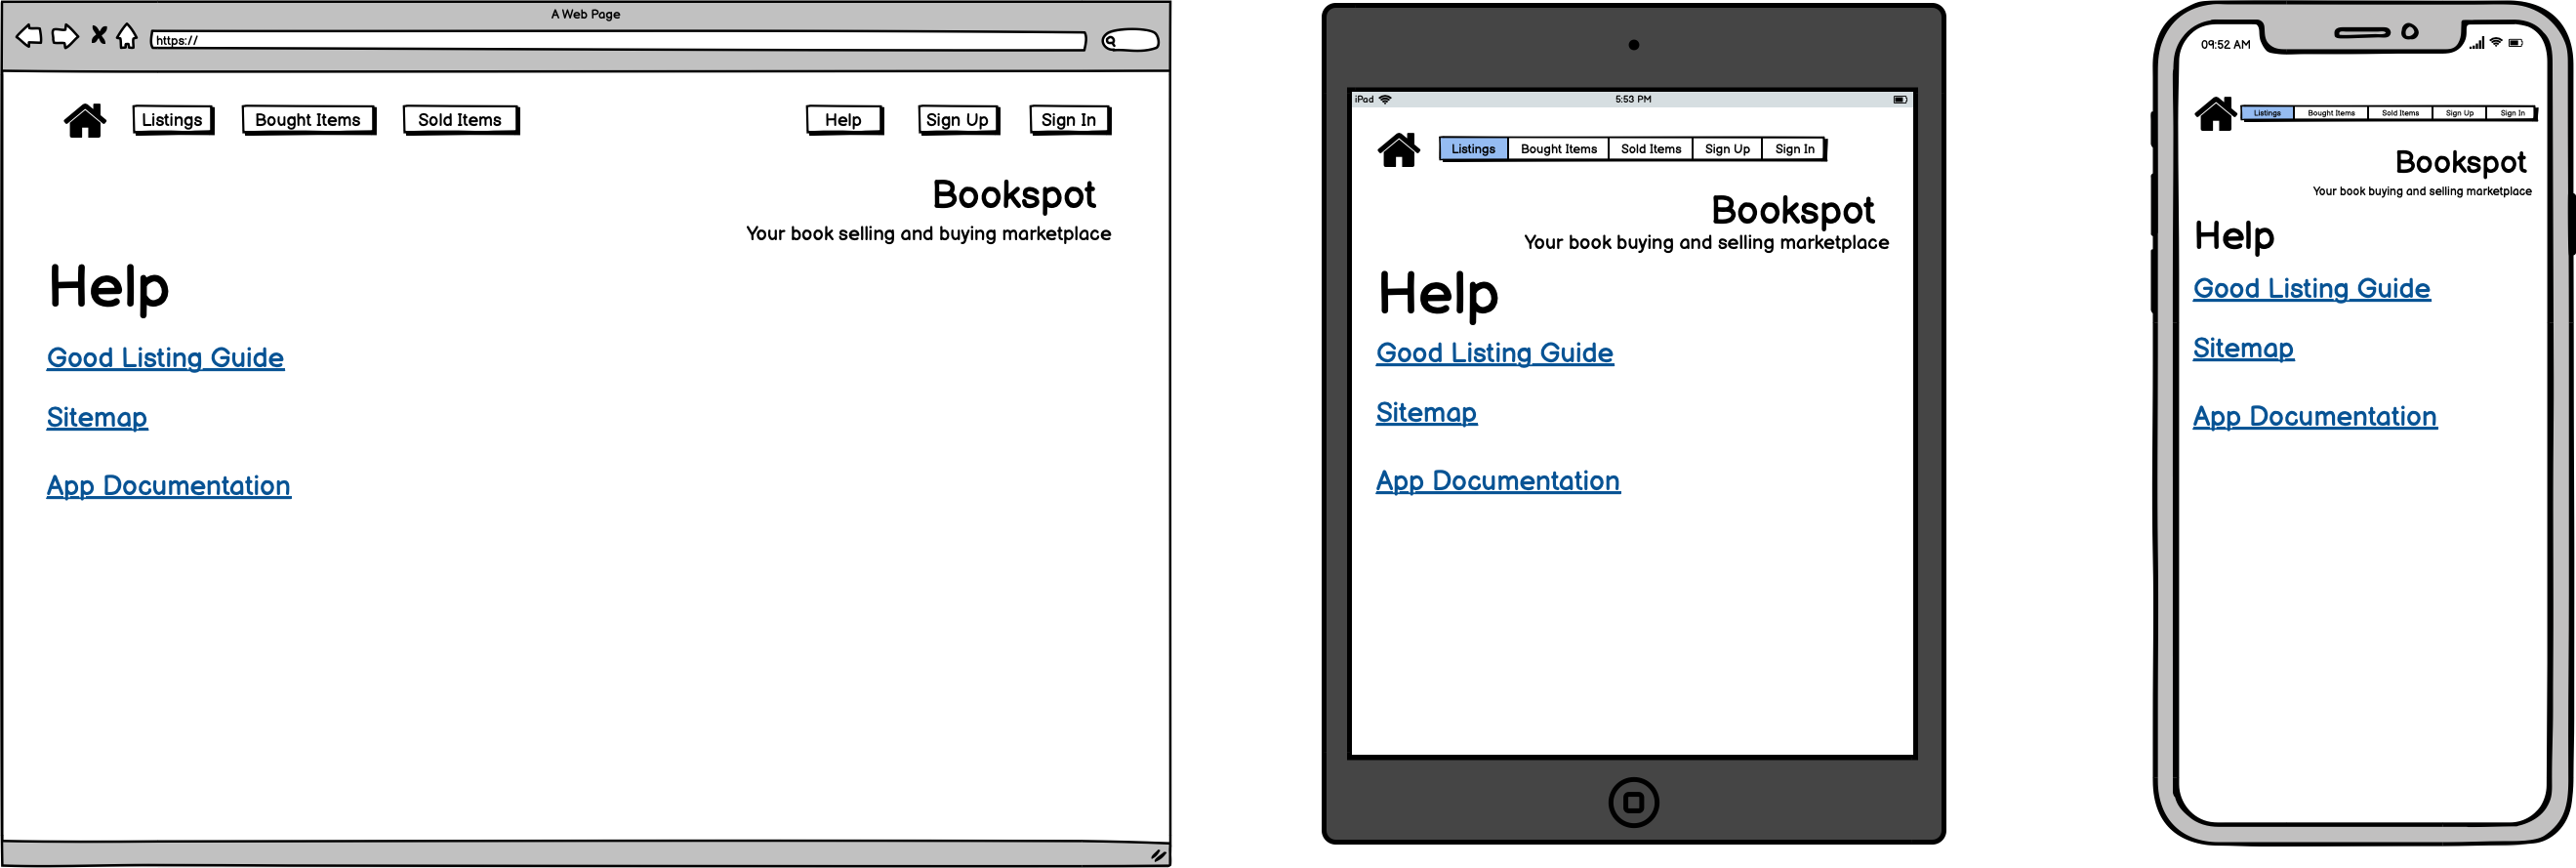 A Web Page
https://
Listings Bought Items Sold Items Help Sign Up Sign In
Bookspot
Your book selling and buying marketplace
Help
Good Listing Guide
Sitemap
App Documentation
iPad 5:53 PM
Listings Bought Items Sold Items Sign Up Sign In
Bookspot
Your book buying and selling marketplace
Help
Good Listing Guide
Sitemap
App Documentation
09:52 AM
Listings Bought Items Sold Items Sign Up Sign In
Bookspot
Your book buying and selling marketplace
Help
Good Listing Guide
Sitemap
App Documentation